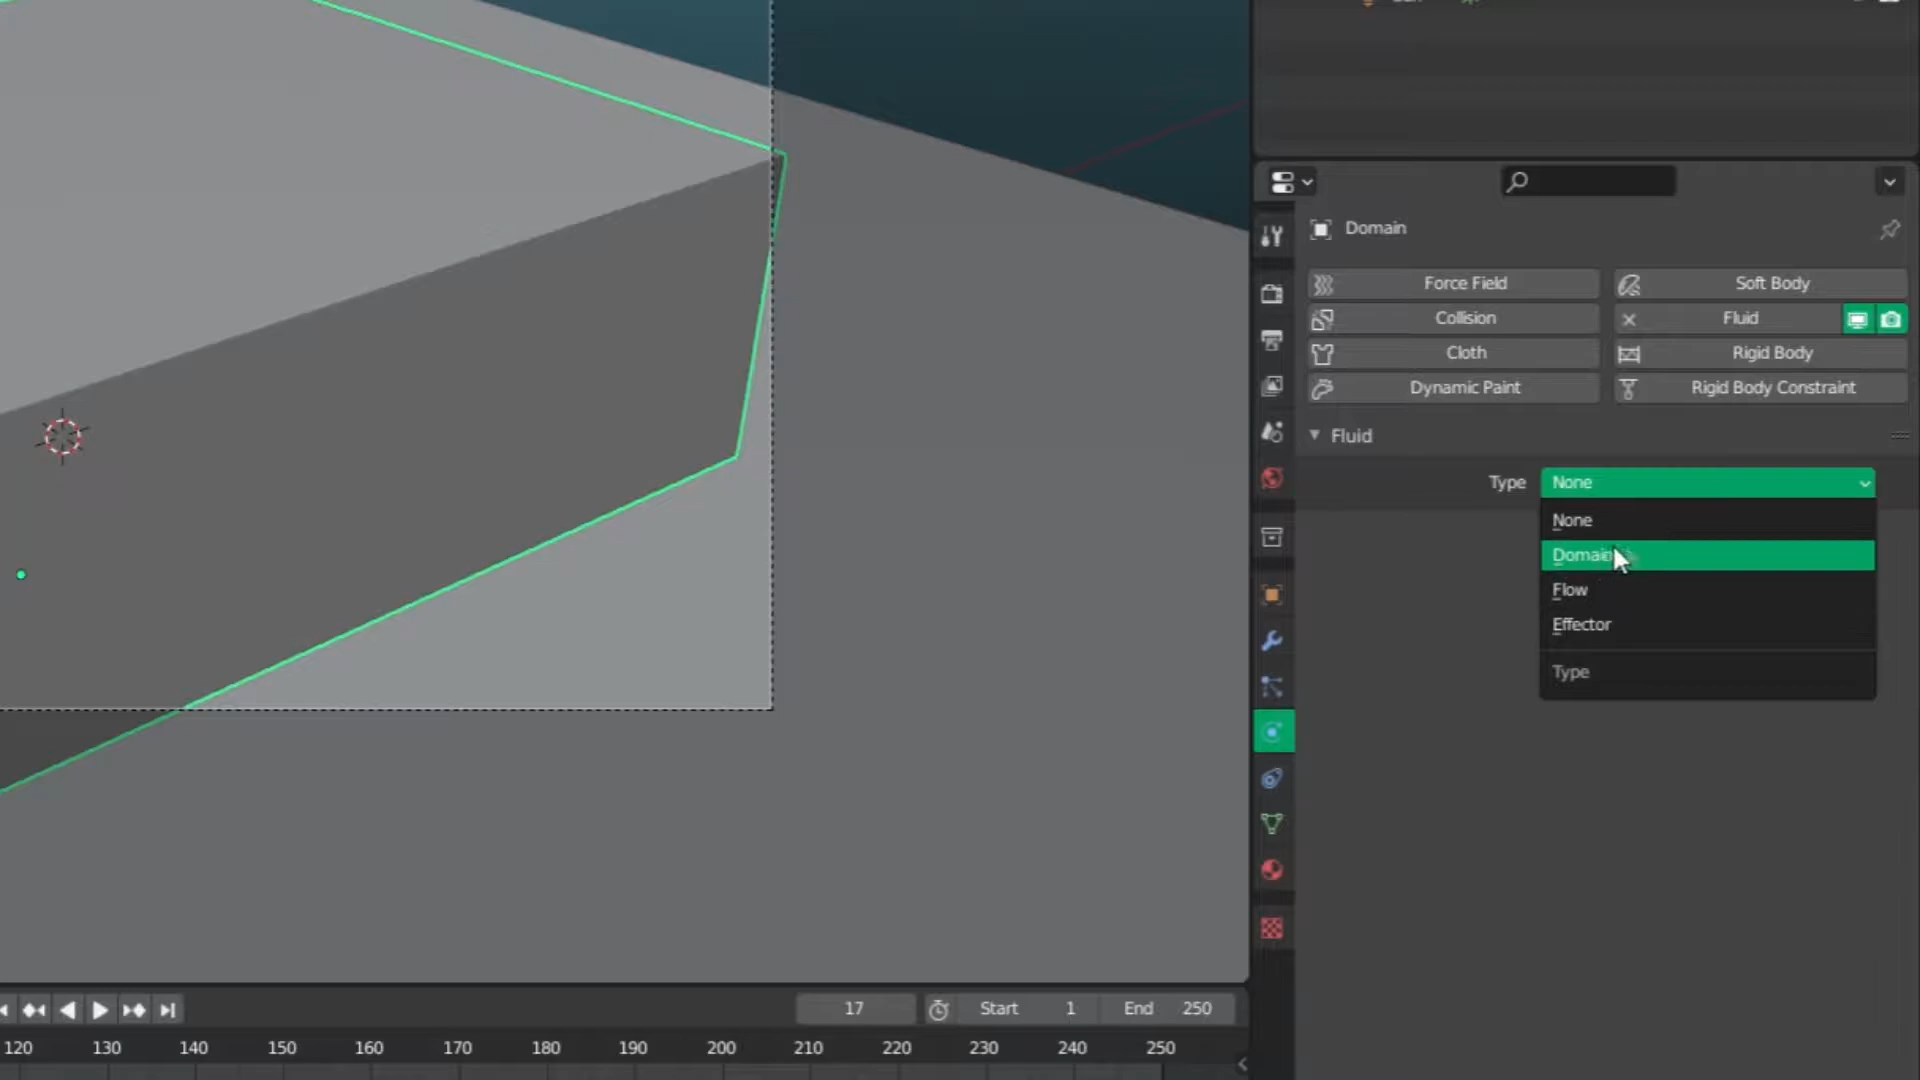 Domain
Force Field
Soft Body
Collision
Fluid
Cloth
Rigid Body
Dynamic Paint
Rigid Body Constraint
Fluid
Type None
None
Domain
Flow
Effector
Type
17
Start 1
End 250
120 130 140 150 160 170 180 190 200 210 220 230 240 250